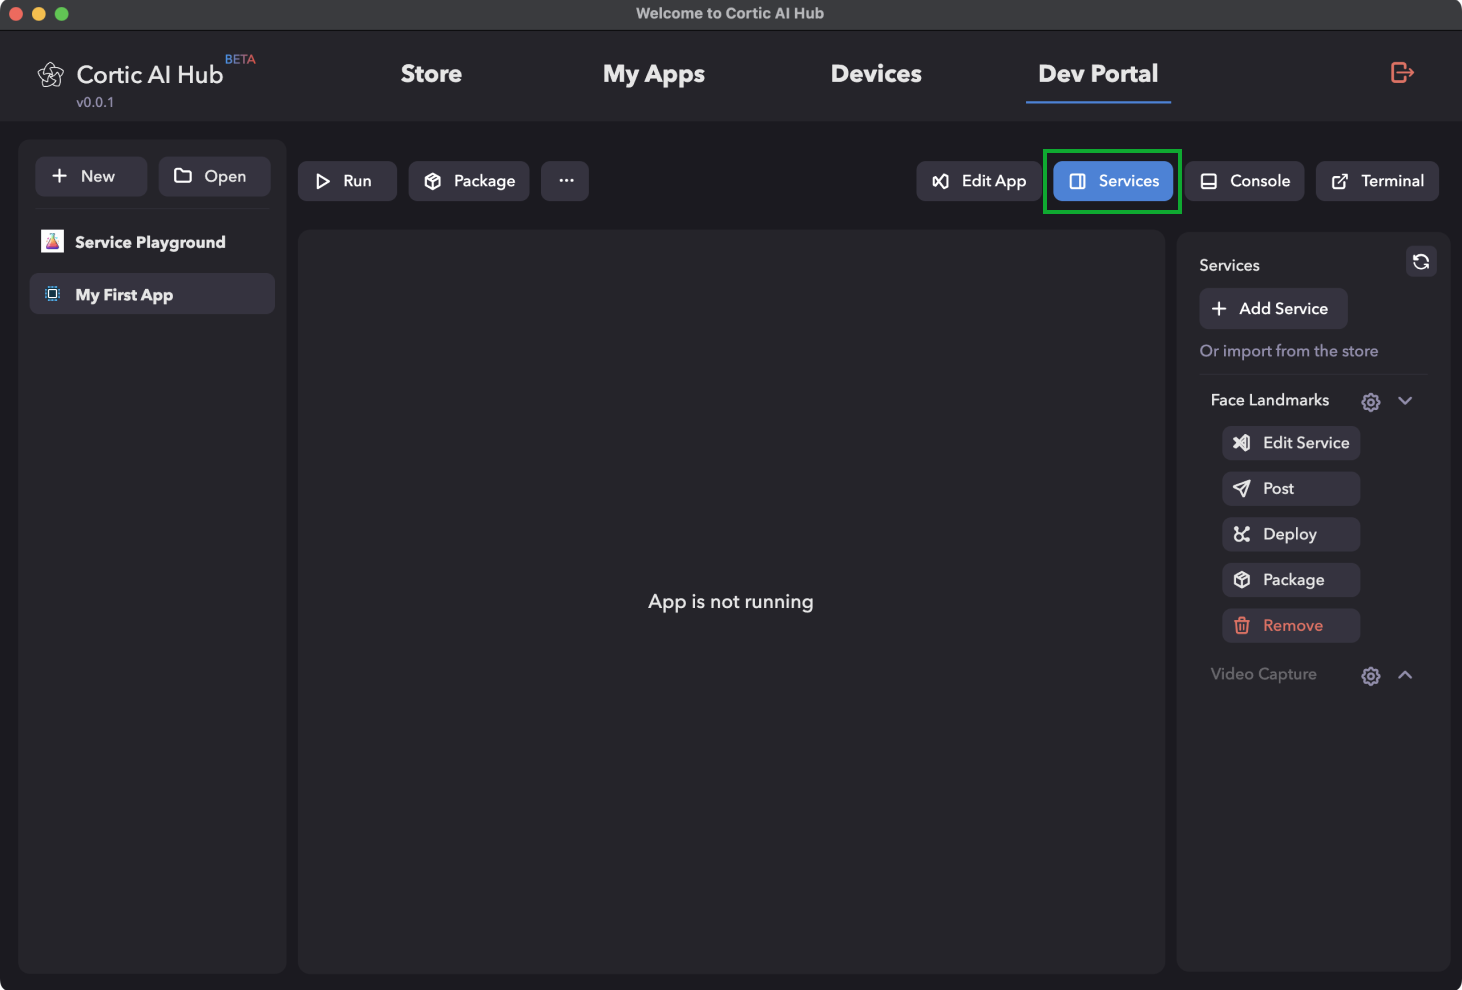 Welcome to Cortic AI Hub
Cortic AI Hub BETA
v0.0.1
Store
My Apps
Devices
Dev Portal
New
Open
Run
Package
...
Edit App
Services
Console
Terminal
Service Playground
My First App
App is not running
Services
Add Service
Or import from the store
Face Landmarks
Edit Service
Post
Deploy
Package
Remove
Video Capture